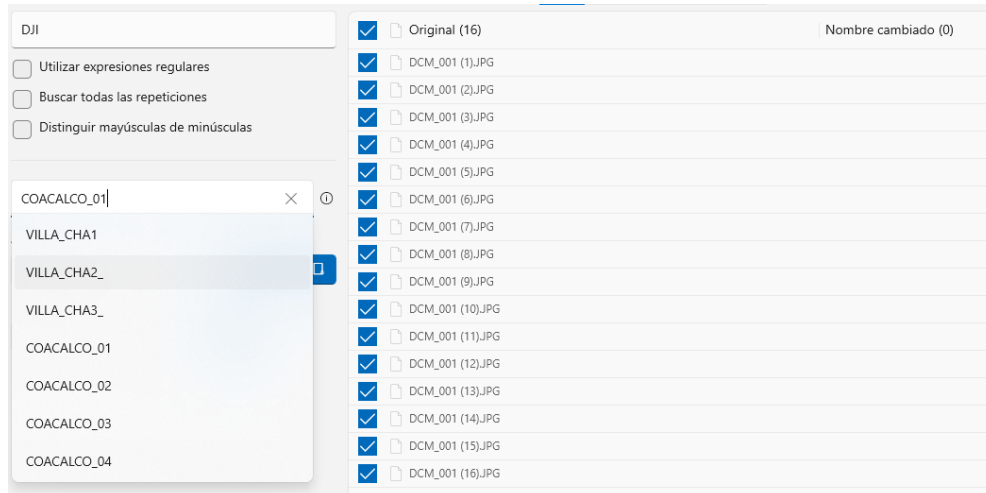 DJI
Utilizar expresiones regulares
Buscar todas las repeticiones
Distinguir mayúsculas de minúsculas
COACALCO_01
VILLA_CHA1
VILLA_CHA2_
VILLA_CHA3_
COACALCO_01
COACALCO_02
COACALCO_03
COACALCO_04
Original (16) Nombre cambiado (0)
DCM_001 (1).JPG
DCM_001 (2).JPG
DCM_001 (3).JPG
DCM_001 (4).JPG
DCM_001 (5).JPG
DCM_001 (6).JPG
DCM_001 (7).JPG
DCM_001 (8).JPG
DCM_001 (9).JPG
DCM_001 (10).JPG
DCM_001 (11).JPG
DCM_001 (12).JPG
DCM_001 (13).JPG
DCM_001 (14).JPG
DCM_001 (15).JPG
DCM_001 (16).JPG